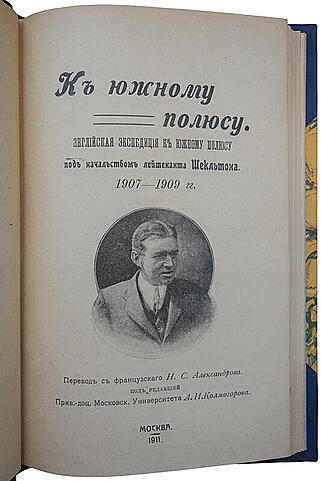 Къ южному
полюсу.
АНГЛІЙСКАЯ ЭКСПЕДИЦІЯ КЪ ЮЖНОМУ ПОЛЮСУ
подъ начальствомъ лейтенанта Шекльтона.
1907—1909 гг.
Переводъ съ французскаго Н. С. Александрова.
ПОДЪ РЕДАКЦІЕЙ
Прив.-доц. Московск. Университета А. И. Колмогорова.
МОСКВА.
1911.